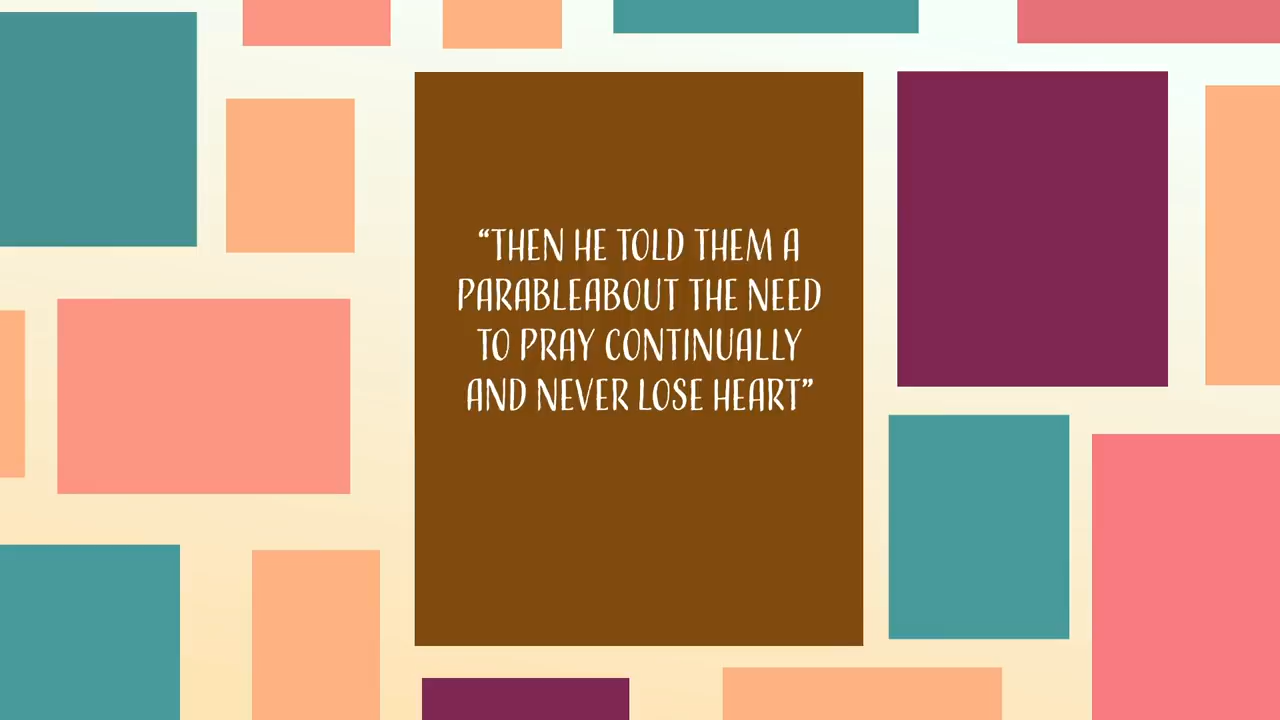 “THEN HE TOLD THEM A
PARABLEABOUT THE NEED
TO PRAY CONTINUALLY
AND NEVER LOSE HEART”